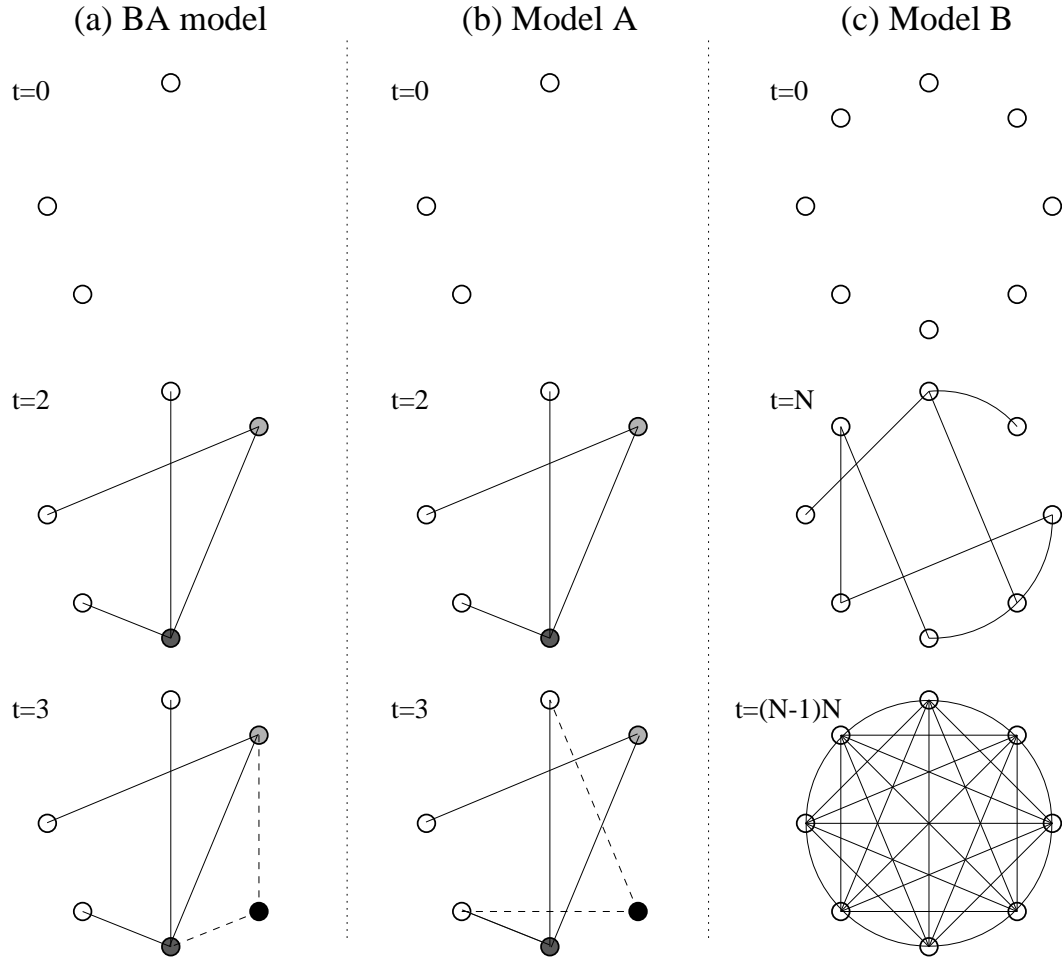 (a) BA model
(b) Model A
(c) Model B
t=0
t=0
t=0
t=2
t=2
t=N
t=3
t=3
t=(N-1)N